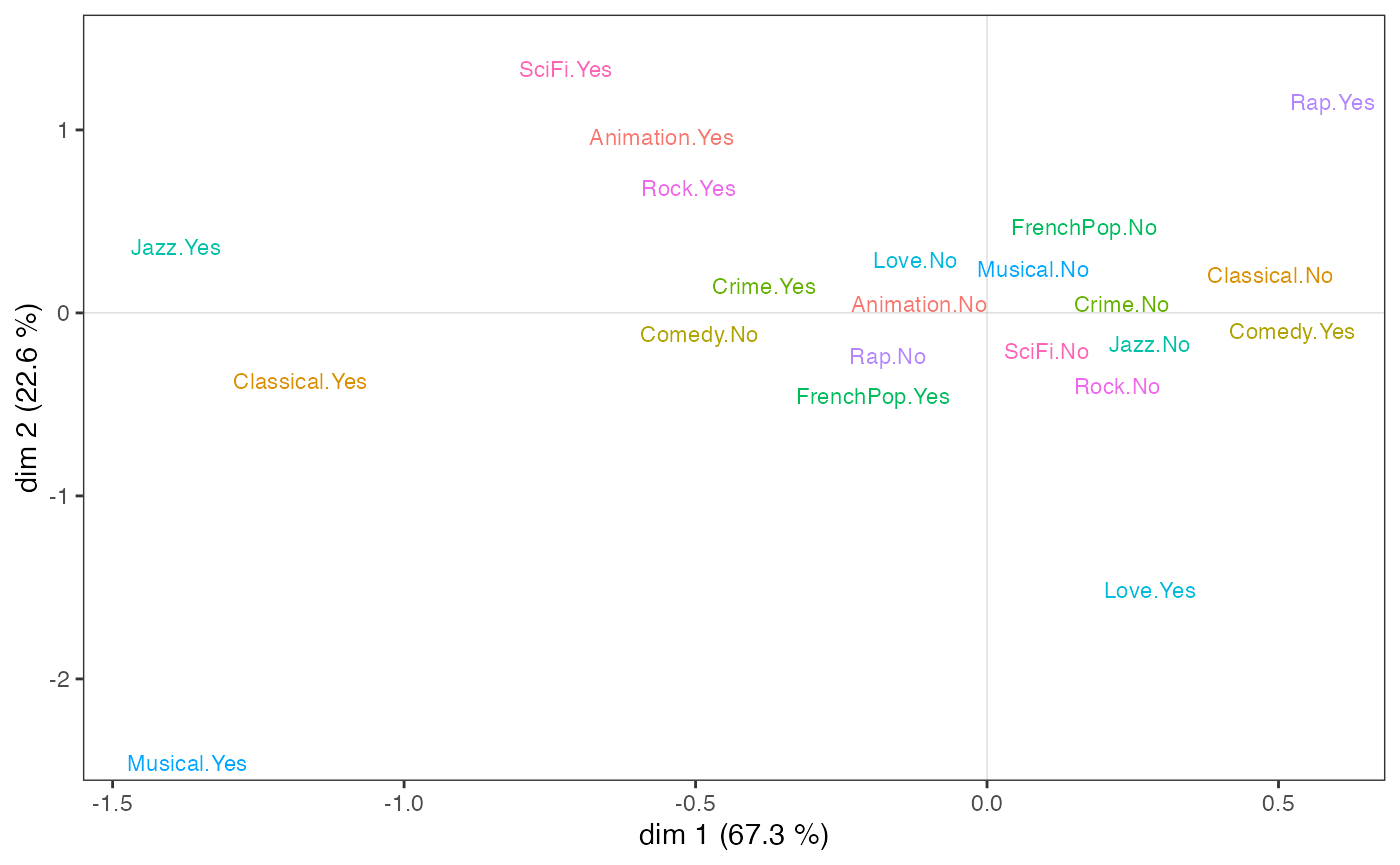 SciFi.Yes
Rap.Yes
1
Animation.Yes
Rock.Yes
FrenchPop.No
Jazz.Yes
Love.No
Musical.No
Classical.No
Crime.Yes
Animation.No
Crime.No
0
Comedy.No
Comedy.Yes
Jazz.No
SciFi.No
Rap.No
Classical.Yes
Rock.No
FrenchPop.Yes
dim 2 (22.6 %)
-1
Love.Yes
-2
Musical.Yes
-1.5 -1.0 -0.5 0.0 0.5
dim 1 (67.3 %)